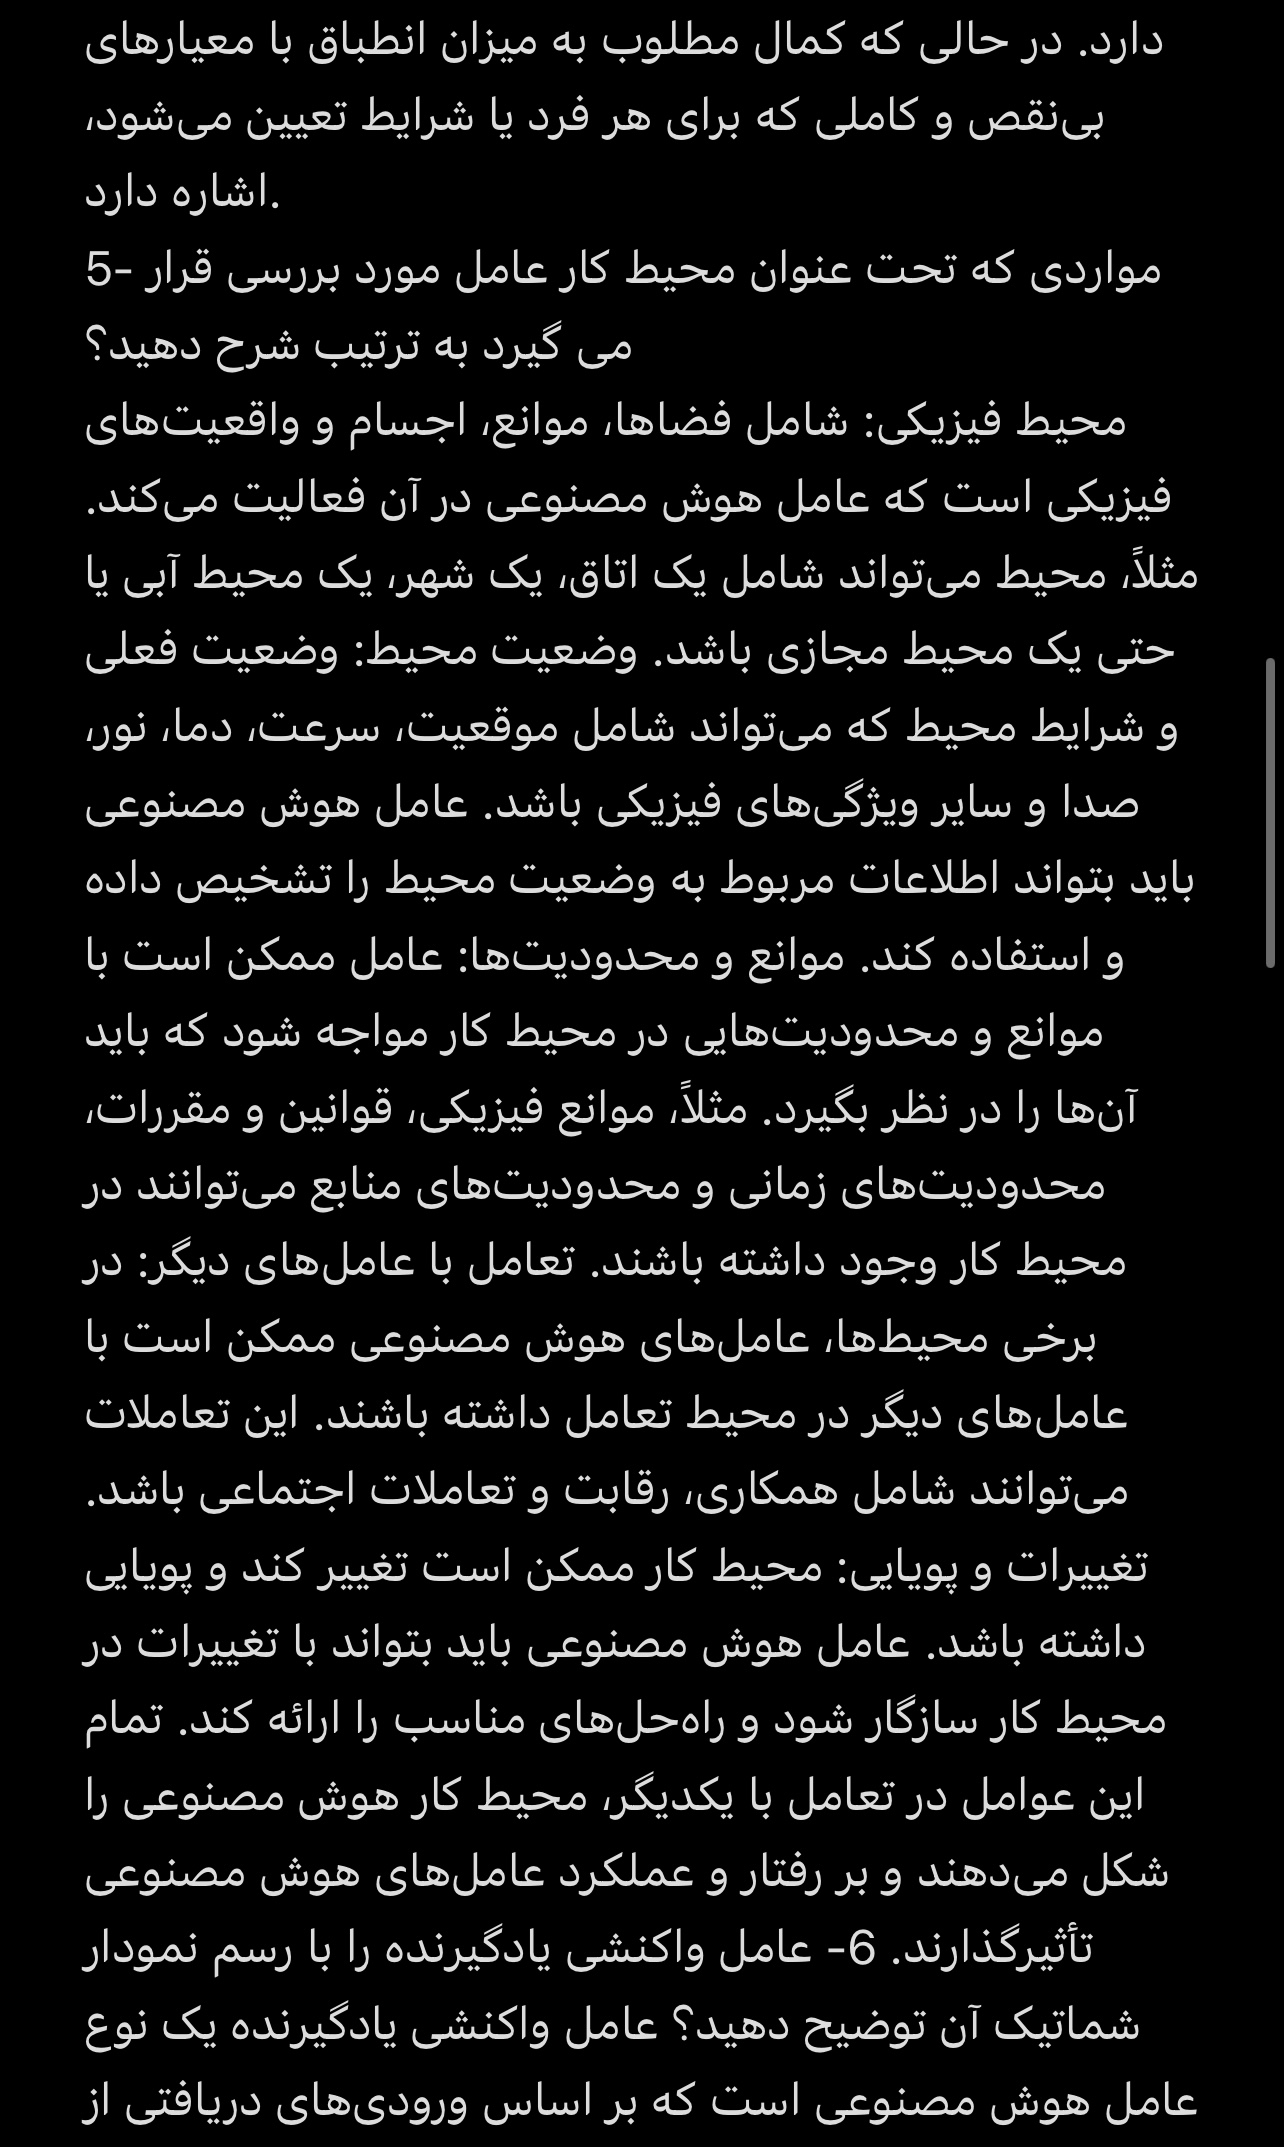 دارد. در حالی که کمال مطلوب به میزان انطباق با معیارهای
بی‌نقص و کاملی که برای هر فرد یا شرایط تعیین می‌شود،
اشاره دارد.
5- مواردی که تحت عنوان محیط کار عامل مورد بررسی قرار
می گیرد به ترتیب شرح دهید؟
محیط فیزیکی: شامل فضاها، موانع، اجسام و واقعیت‌های
فیزیکی است که عامل هوش مصنوعی در آن فعالیت می‌کند.
مثلاً، محیط می‌تواند شامل یک اتاق، یک شهر، یک محیط آبی یا
حتی یک محیط مجازی باشد. وضعیت محیط: وضعیت فعلی
و شرایط محیط که می‌تواند شامل موقعیت، سرعت، دما، نور،
صدا و سایر ویژگی‌های فیزیکی باشد. عامل هوش مصنوعی
باید بتواند اطلاعات مربوط به وضعیت محیط را تشخیص داده
و استفاده کند. موانع و محدودیت‌ها: عامل ممکن است با
موانع و محدودیت‌هایی در محیط کار مواجه شود که باید
آن‌ها را در نظر بگیرد. مثلاً، موانع فیزیکی، قوانین و مقررات،
محدودیت‌های زمانی و محدودیت‌های منابع می‌توانند در
محیط کار وجود داشته باشند. تعامل با عامل‌های دیگر: در
برخی محیط‌ها، عامل‌های هوش مصنوعی ممکن است با
عامل‌های دیگر در محیط تعامل داشته باشند. این تعاملات
می‌توانند شامل همکاری، رقابت و تعاملات اجتماعی باشد.
تغییرات و پویایی: محیط کار ممکن است تغییر کند و پویایی
داشته باشد. عامل هوش مصنوعی باید بتواند با تغییرات در
محیط کار سازگار شود و راه‌حل‌های مناسب را ارائه کند. تمام
این عوامل در تعامل با یکدیگر، محیط کار هوش مصنوعی را
شکل می‌دهند و بر رفتار و عملکرد عامل‌های هوش مصنوعی
تأثیرگذارند. 6- عامل واکنشی یادگیرنده را با رسم نمودار
شماتیک آن توضیح دهید؟ عامل واکنشی یادگیرنده یک نوع
عامل هوش مصنوعی است که بر اساس ورودی‌های دریافتی از